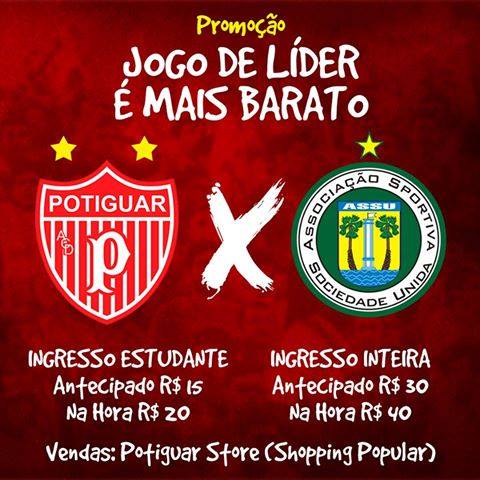 Promoção
JOGO DE LÍDER
É MAIS BARATO
POTIGUAR
ACD
P
X
ASSOCIAÇÃO SPORTIVA
ASSU
SOCIEDADE UNIDA
INGRESSO ESTUDANTE
Antecipado R$ 15
Na Hora R$ 20
INGRESSO INTEIRA
Antecipado R$ 30
Na Hora R$ 40
Vendas: Potiguar Store (Shopping Popular)